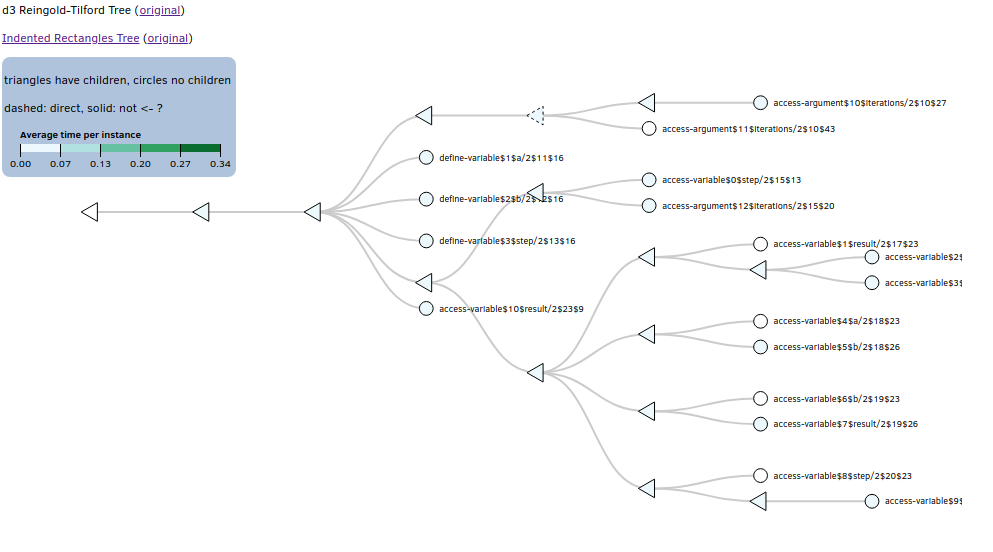 d3 Reingold-Tilford Tree (original)
Indented Rectangles Tree (original)
triangles have children, circles no children
dashed: direct, solid: not <- ?
Average time per instance
0.00 0.07 0.13 0.20 0.27 0.34
access-argument$10$iterations/2$10$27
access-argument$11$iterations/2$10$43
define-variable$1$a/2$11$16
access-variable$0$step/2$15$13
define-variable$2$b/2$12$16
access-argument$12$iterations/2$15$20
define-variable$3$step/2$13$16
access-variable$1$result/2$17$23
access-variable$2$
access-variable$3$
access-variable$10$result/2$23$9
access-variable$4$a/2$18$23
access-variable$5$b/2$18$26
access-variable$6$b/2$19$23
access-variable$7$result/2$19$26
access-variable$8$step/2$20$23
access-variable$9$